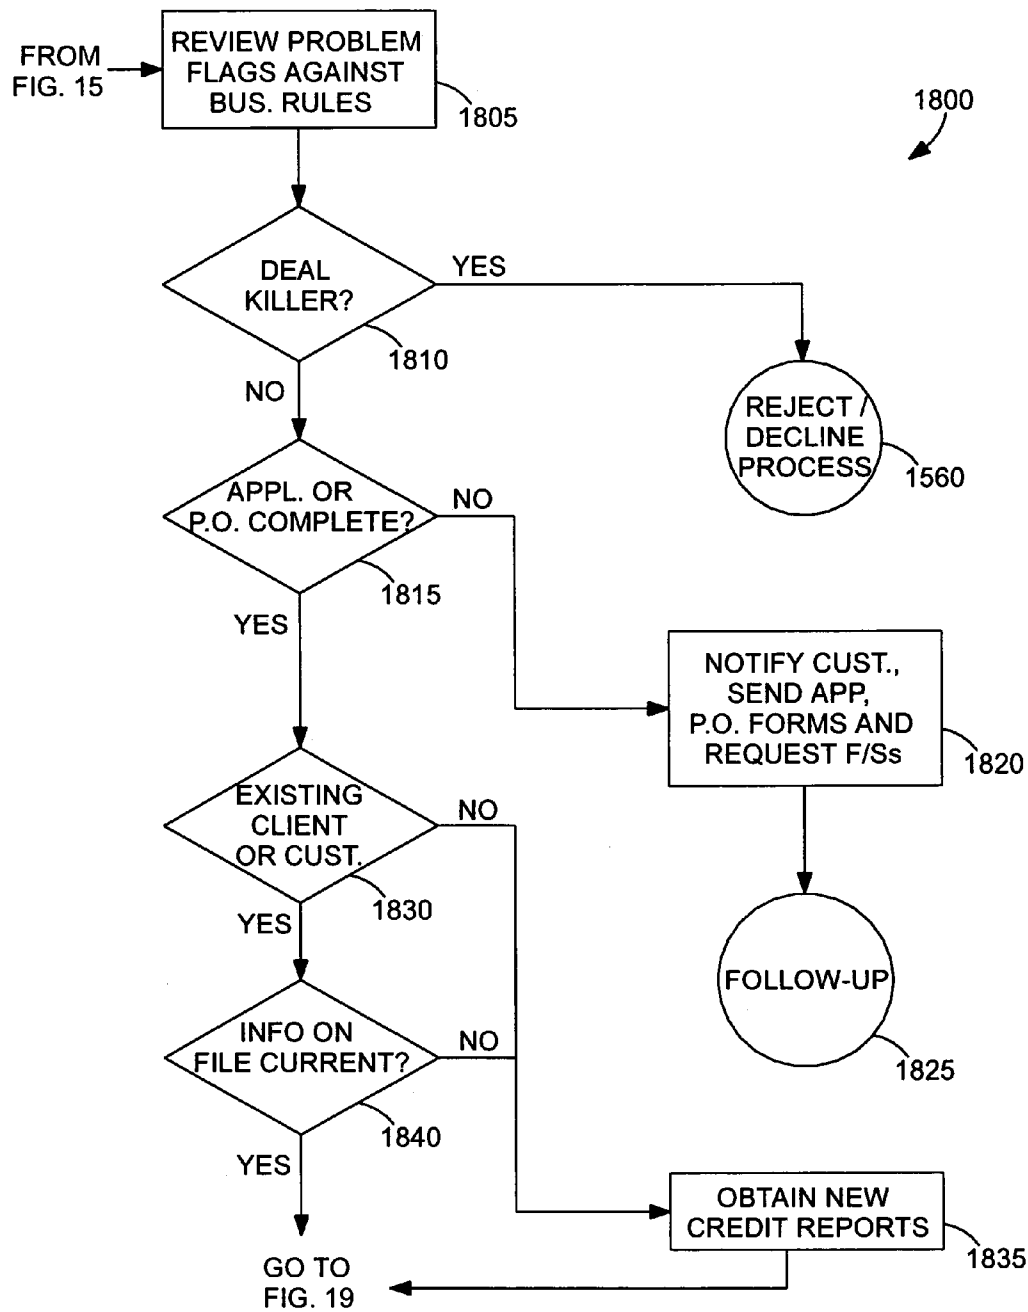 FROM
FIG. 15
REVIEW PROBLEM
FLAGS AGAINST
BUS. RULES
1805
1800
DEAL
KILLER?
YES
1810
NO
REJECT /
DECLINE
PROCESS
1560
APPL. OR
P.O. COMPLETE?
NO
1815
YES
NOTIFY CUST.,
SEND APP,
P.O. FORMS AND
REQUEST F/Ss
1820
EXISTING
CLIENT
OR CUST.
NO
1830
YES
FOLLOW-UP
1825
INFO ON
FILE CURRENT?
NO
1840
YES
OBTAIN NEW
CREDIT REPORTS
1835
GO TO
FIG. 19